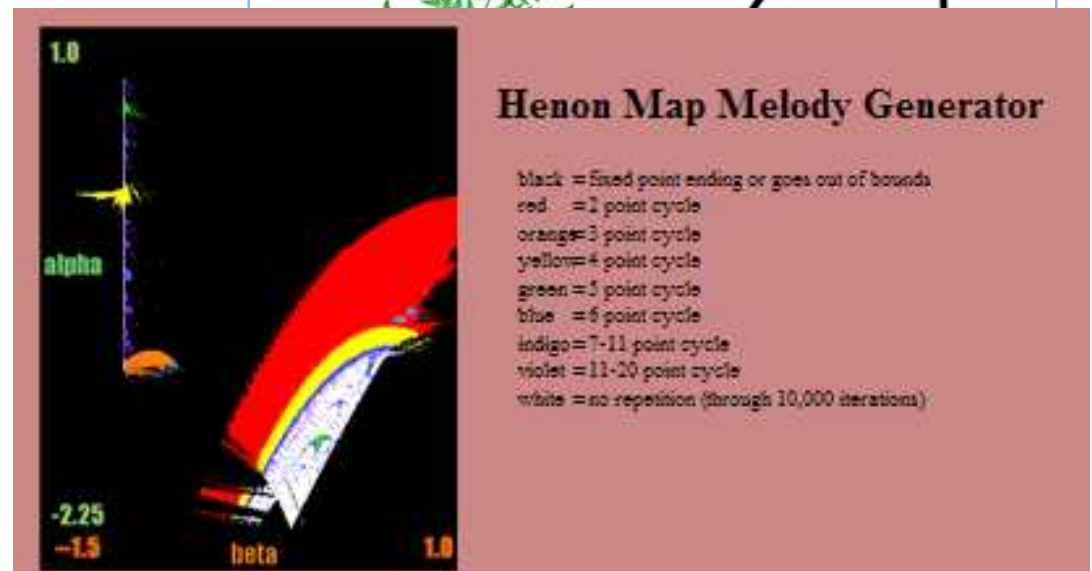 1.0
alpha
-2.25
-1.5
beta
1.0
Henon Map Melody Generator
black = fixed point ending or goes out of bounds
red = 2 point cycle
orange= 3 point cycle
yellow= 4 point cycle
green = 5 point cycle
blue = 6 point cycle
indigo= 7-11 point cycle
violet = 11-20 point cycle
white = no repetition (through 10,000 iterations)